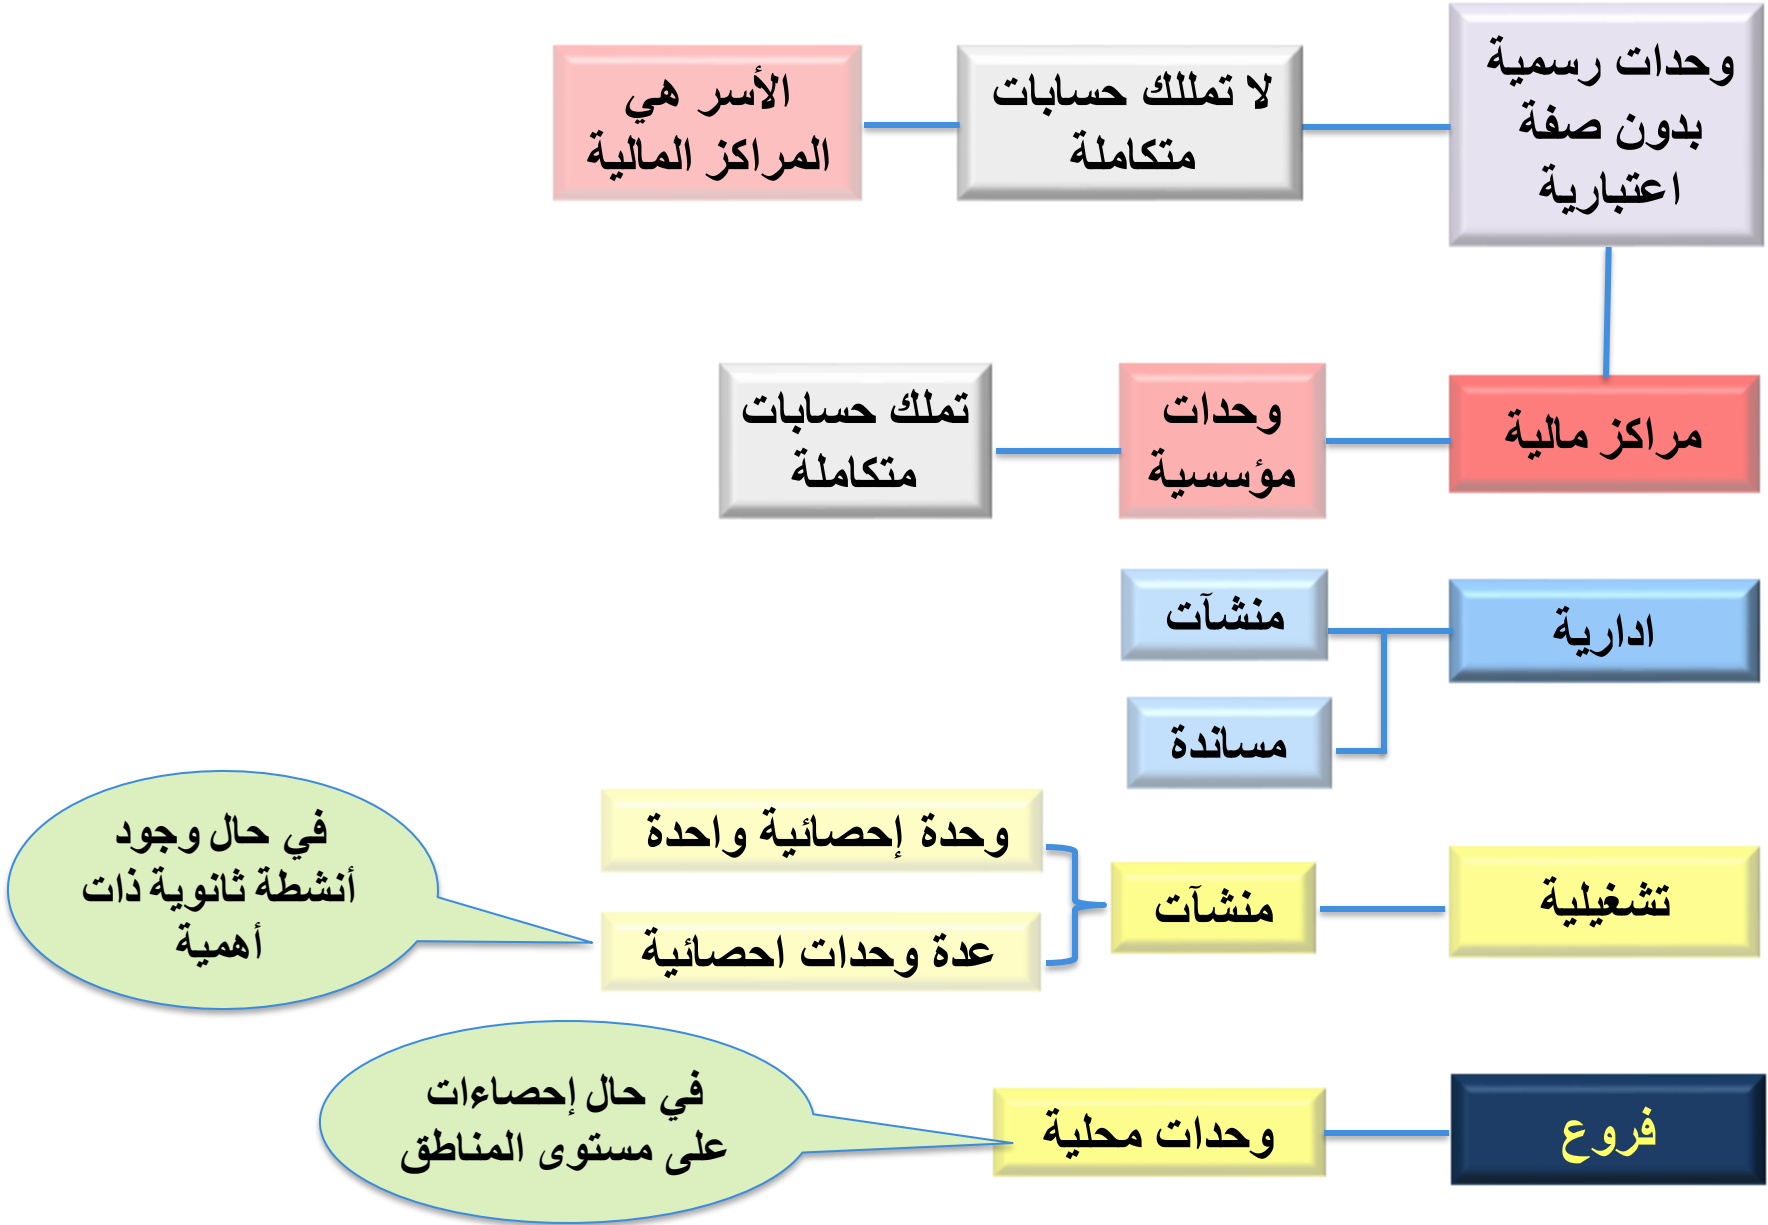 وحدات رسمية
بدون صفة
اعتبارية
لا تمللك حسابات
متكاملة
الأسر هي
المراكز المالية
مراكز مالية
وحدات
مؤسسية
تملك حسابات
متكاملة
ادارية
منشآت
مساندة
تشغيلية
منشآت
وحدة إحصائية واحدة
عدة وحدات احصائية
في حال وجود
أنشطة ثانوية ذات
أهمية
فروع
وحدات محلية
في حال إحصاءات
على مستوى المناطق